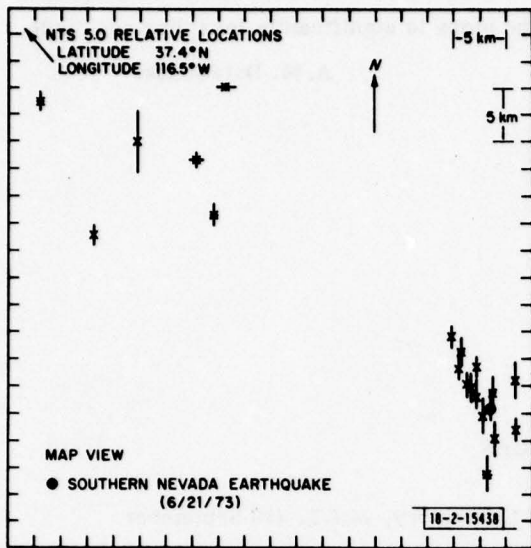 NTS 5.0 RELATIVE LOCATIONS
LATITUDE 37.4°N
LONGITUDE 116.5°W
5 km
N
5 km
MAP VIEW
SOUTHERN NEVADA EARTHQUAKE
(6/21/73)
18-2-15438